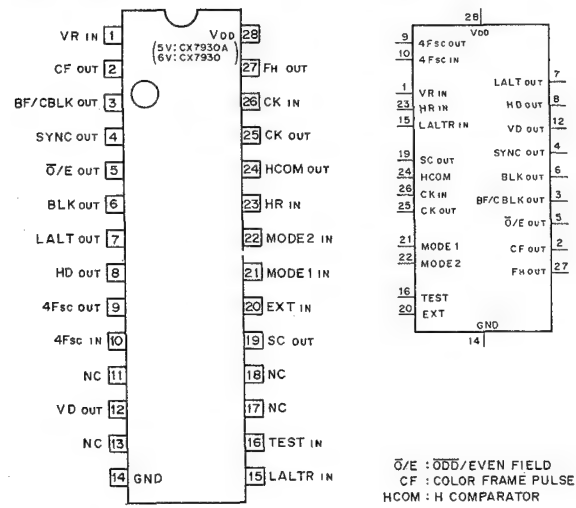 VR IN 1
CF OUT 2
BF/CBLK OUT 3
SYNC OUT 4
O̅/E OUT 5
BLK OUT 6
LALT OUT 7
HD OUT 8
4FSC OUT 9
4FSC IN 10
NC 11
VD OUT 12
NC 13
14 GND
VDD 28
(5V: CX7930A
6V: CX7930)
27 FH OUT
26 CK IN
25 CK OUT
24 HCOM OUT
23 HR IN
22 MODE2 IN
21 MODE1 IN
20 EXT IN
19 SC OUT
18 NC
17 NC
16 TEST IN
15 LALTR IN
28
VDD
9 4FSC OUT
10 4FSC IN
1 VR IN
23 HR IN
15 LALTR IN
19 SC OUT
24 HCOM
26 CK IN
25 CK OUT
21 MODE 1
22 MODE 2
16 TEST
20 EXT
LALT OUT 7
HD OUT 8
VD OUT 12
SYNC OUT 4
BLK OUT 6
BF/CBLK OUT 3
O̅/E OUT 5
CF OUT 2
FH OUT 27
GND
14
O̅/E : O̅D̅D̅/EVEN FIELD
CF : COLOR FRAME PULSE
HCOM : H COMPARATOR